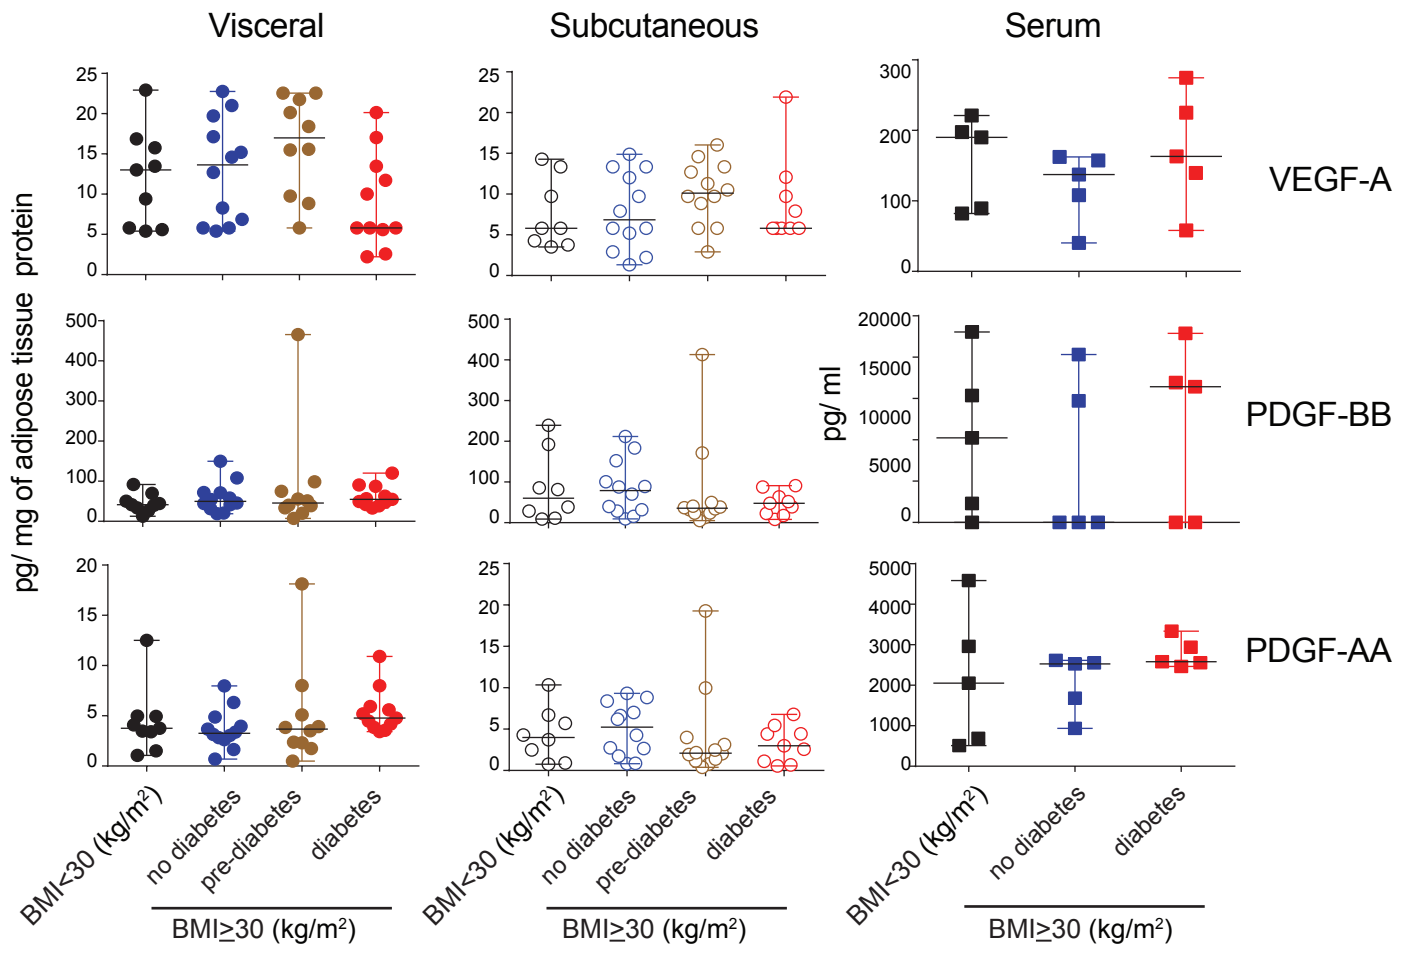 Visceral
Subcutaneous
Serum
pg/ mg of adipose tissue protein
25
20
15
10
5
0
25
20
15
10
5
0
300
200
100
0
VEGF-A
500
400
300
200
100
0
500
400
300
200
100
0
pg/ ml
20000
15000
10000
5000
0
PDGF-BB
20
15
10
5
0
25
20
15
10
5
0
5000
4000
3000
2000
1000
0
PDGF-AA
BMI<30 (kg/m²)
no diabetes
pre-diabetes
diabetes
BMI≥30 (kg/m²)
BMI<30 (kg/m²)
no diabetes
pre-diabetes
diabetes
BMI≥30 (kg/m²)
BMI<30 (kg/m²)
no diabetes
diabetes
BMI≥30 (kg/m²)